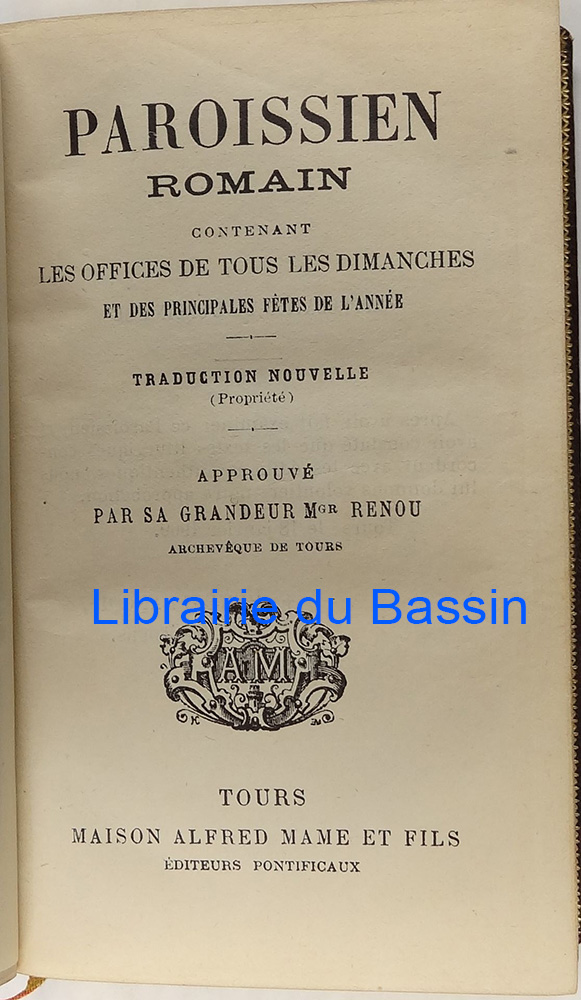 PAROISSIEN
ROMAIN
CONTENANT
LES OFFICES DE TOUS LES DIMANCHES
ET DES PRINCIPALES FÊTES DE L'ANNÉE
TRADUCTION NOUVELLE
(Propriété)
APPROUVÉ
PAR SA GRANDEUR MGR RENOU
ARCHEVÊQUE DE TOURS
Librairie du Bassin
AM
TOURS
MAISON ALFRED MAME ET FILS
ÉDITEURS PONTIFICAUX